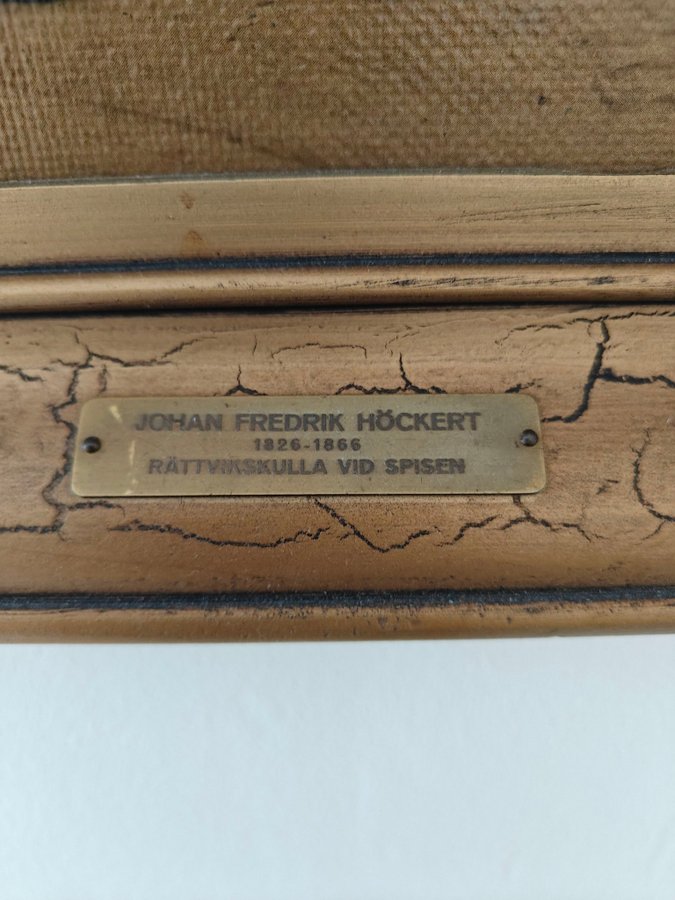 JOHAN FREDRIK HÖCKERT
1826-1866
RÄTTVIKSKULLA VID SPISEN